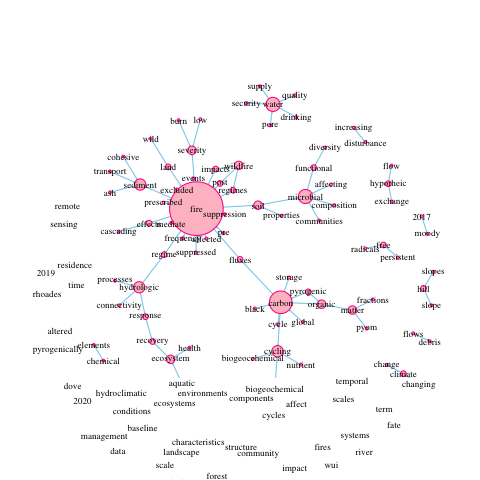 supply
quality
security
water
pore
drinking
burn
low
increasing
disturbance
wild
severity
diversity
cohesive
land
impacts
wildfire
functional
flow
transport
events
post
sediment
excluded
regimes
affecting
hypotheic
ash
prescribed
microbial
remote
fire
suppression
soil
composition
exchange
properties
communities
2017
sensing
effects
mediate
cascading
moody
frequent
free
radicals
regime
suppressed
fluxes
persistent
residence
2019
processes
hydrologic
storage
slopes
time
pyrogenic
hill
rhoades
connectivity
carbon
organic
fractions
slope
black
matter
response
cycle
global
pyom
altered
flows
recovery
debris
pyrogenically
elements
health
cycling
chemical
ecosystem
biogeochemical
nutrient
change
climate
dove
aquatic
temporal
changing
hydroclimatic
environments
biogeochemical
2020
components
scales
conditions
ecosystems
affect
term
cycles
baseline
fate
management
characteristics
systems
data
landscape
structure
fires
community
river
scale
impact
wui
forest